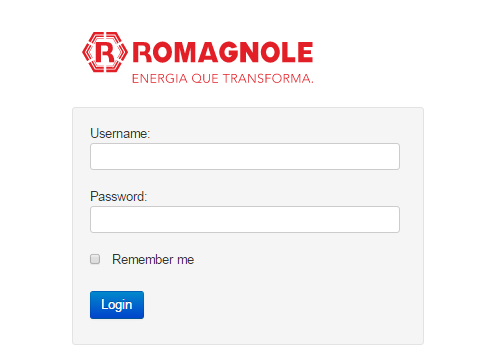 R ROMAGNOLE
ENERGIA QUE TRANSFORMA.
Username:
Password:
Remember me
Login